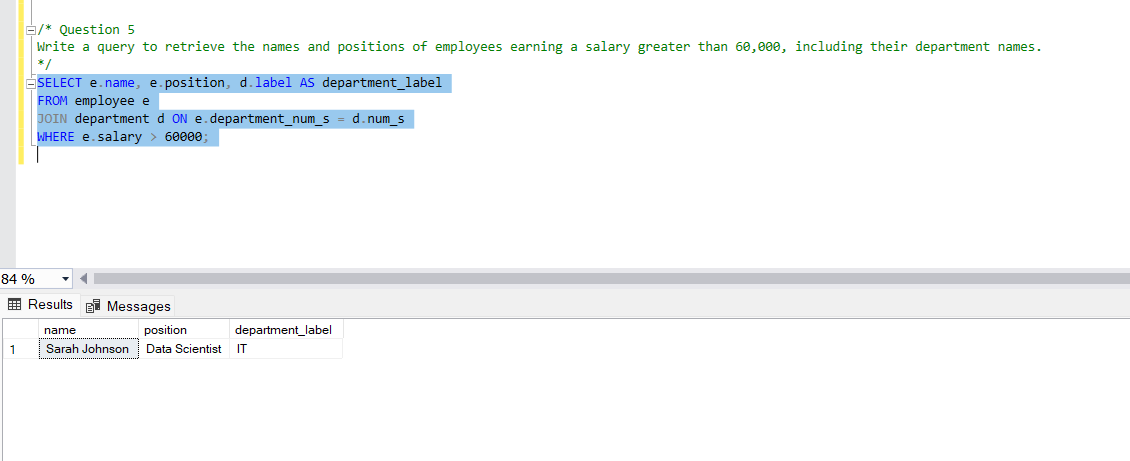 /* Question 5
Write a query to retrieve the names and positions of employees earning a salary greater than 60,000, including their department names.
*/
SELECT e.name, e.position, d.label AS department_label
FROM employee e
JOIN department d ON e.department_num_s = d.num_s
WHERE e.salary > 60000;
84 %
Results Messages
name position department_label
1 Sarah Johnson Data Scientist IT